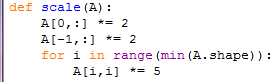 def scale(A):
    A[0,:] *= 2
    A[-1,:] *= 2
    for i in range(min(A.shape)):
        A[i,i] *= 5